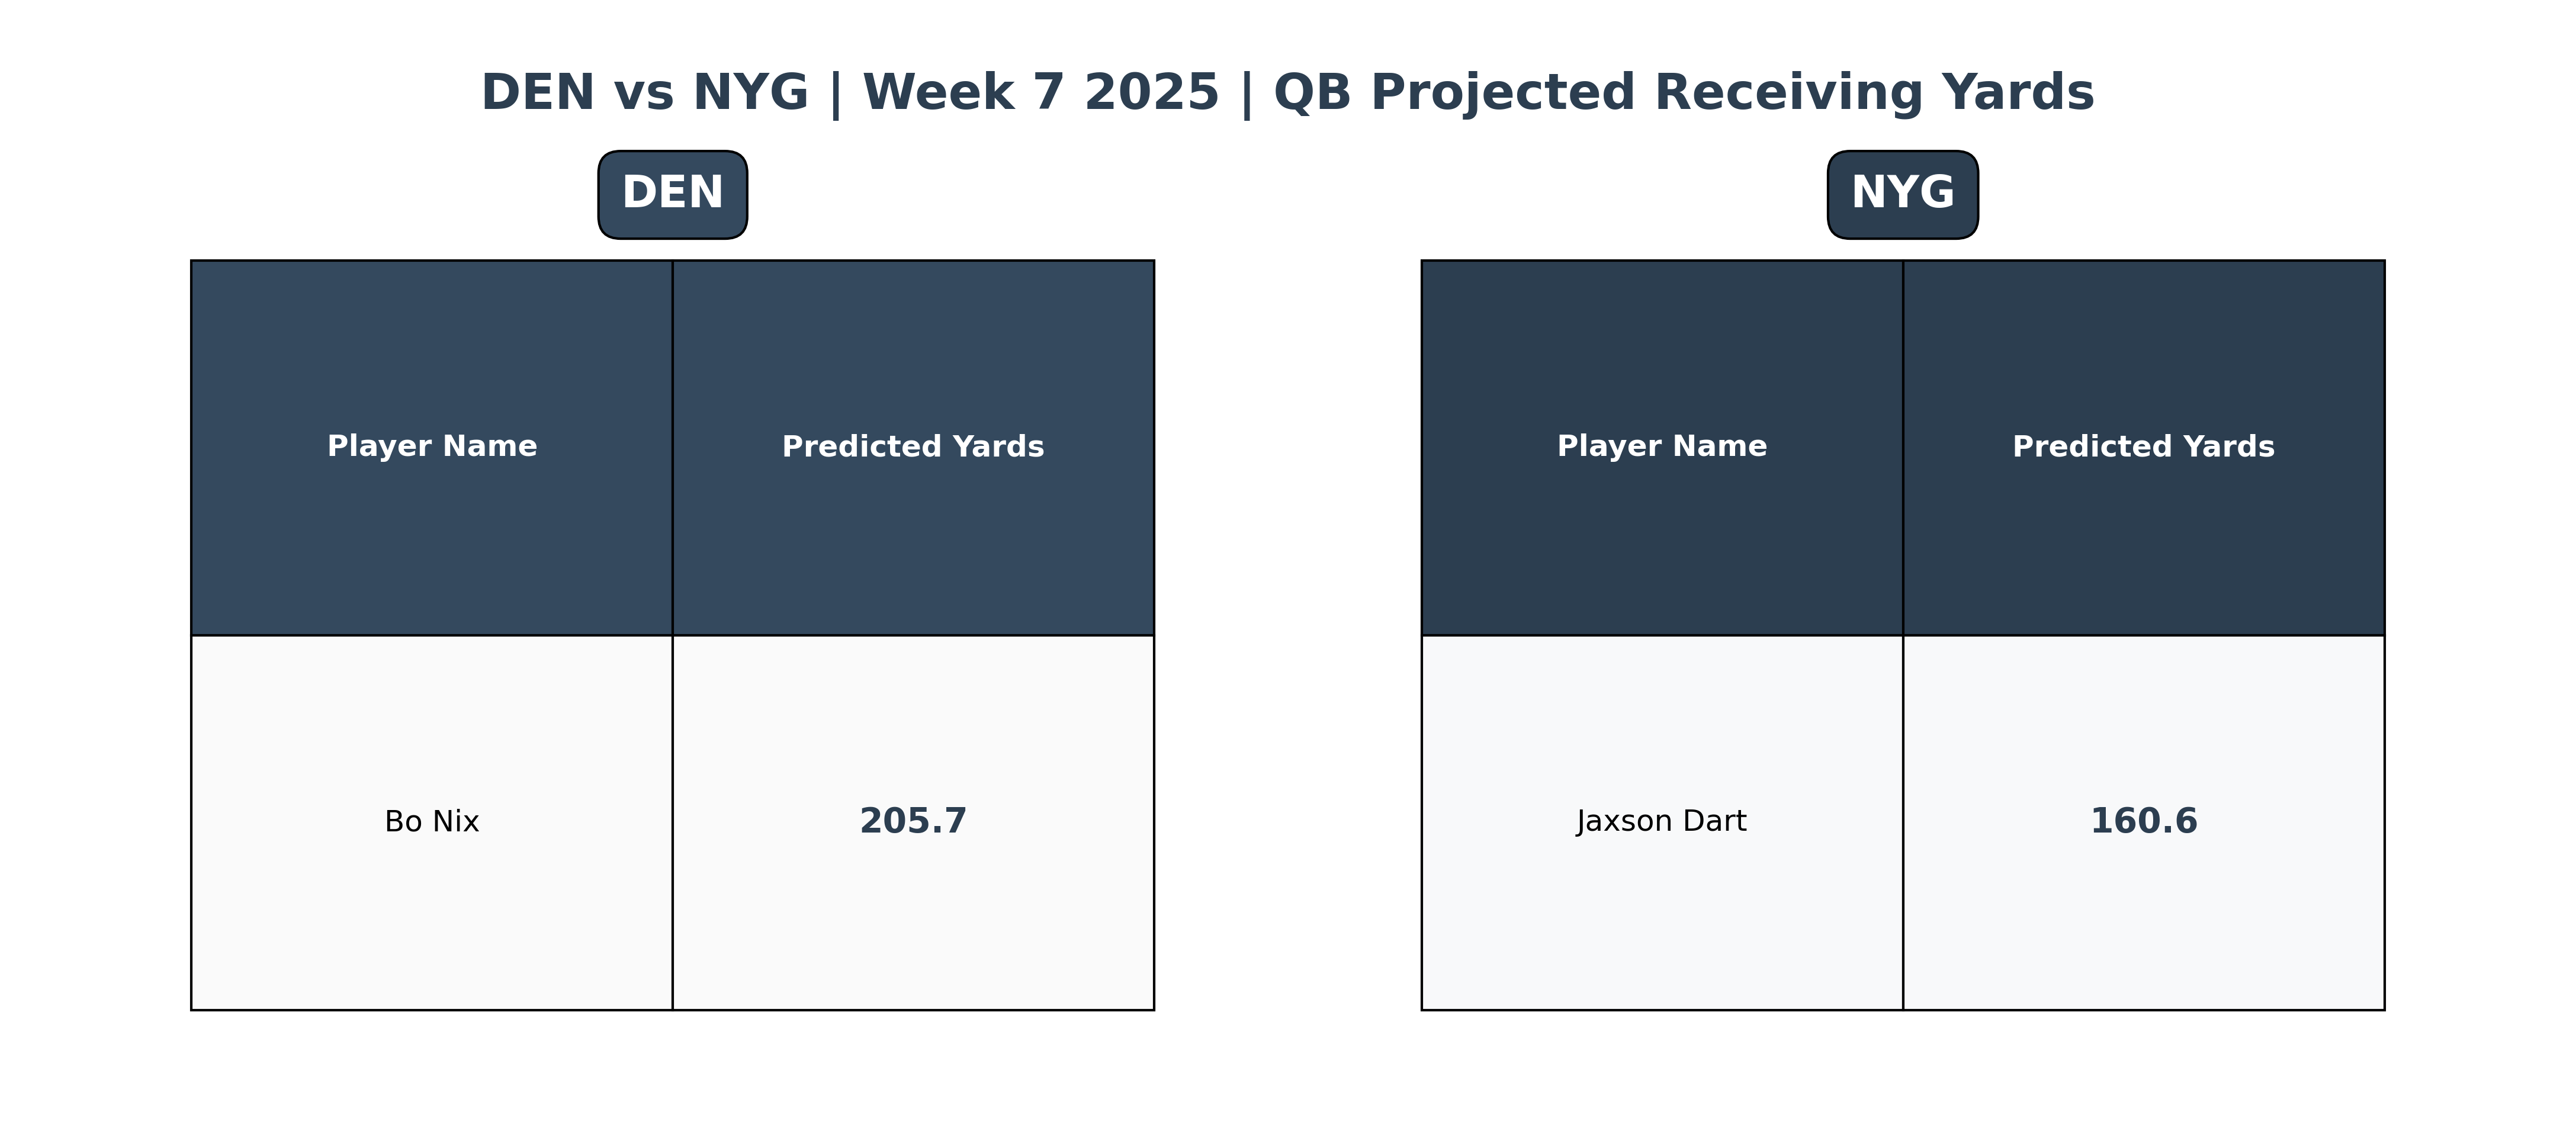 DEN vs NYG | Week 7 2025 | QB Projected Receiving Yards
DEN
Player Name Predicted Yards
Bo Nix 205.7
NYG
Player Name Predicted Yards
Jaxson Dart 160.6